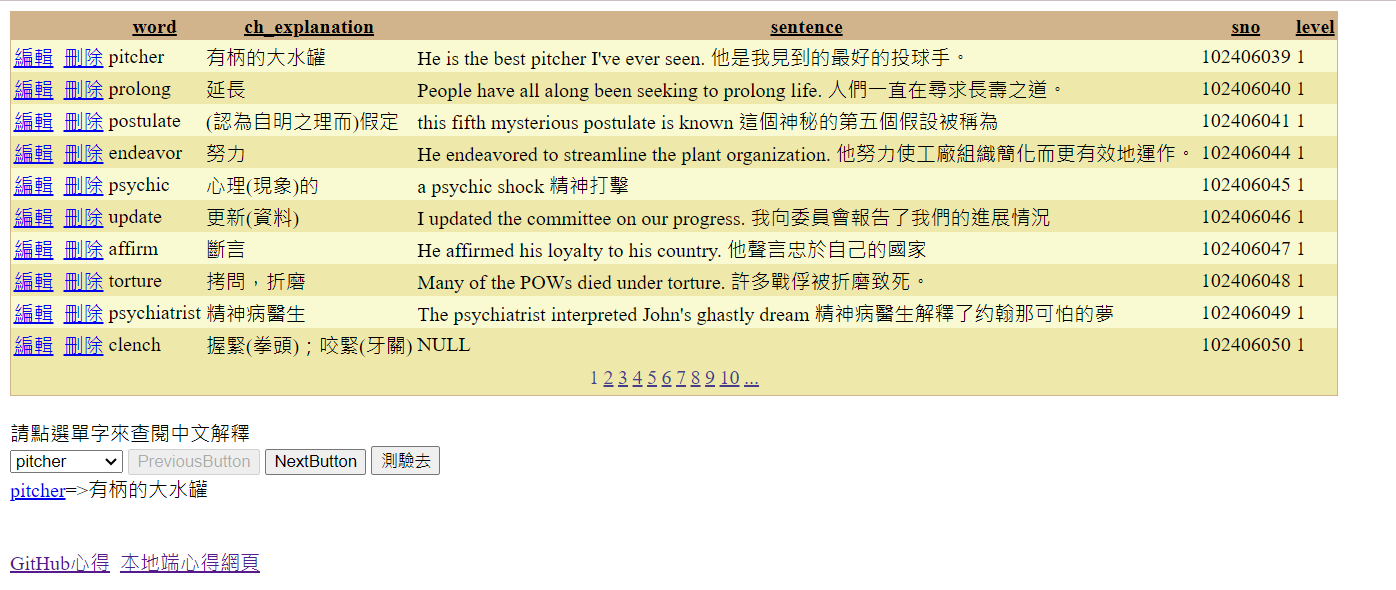 word ch_explanation sentence sno level
編輯 刪除 pitcher 有柄的大水罐 He is the best pitcher I've ever seen. 他是我見到的最好的投球手。 102406039 1
編輯 刪除 prolong 延長 People have all along been seeking to prolong life. 人們一直在尋求長壽之道。 102406040 1
編輯 刪除 postulate (認為自明之理而)假定 this fifth mysterious postulate is known 這個神秘的第五個假設被稱為 102406041 1
編輯 刪除 endeavor 努力 He endeavored to streamline the plant organization. 他努力使工廠組織簡化而更有效地運作。 102406044 1
編輯 刪除 psychic 心理(現象)的 a psychic shock 精神打擊 102406045 1
編輯 刪除 update 更新(資料) I updated the committee on our progress. 我向委員會報告了我們的進展情況 102406046 1
編輯 刪除 affirm 斷言 He affirmed his loyalty to his country. 他聲言忠於自己的國家 102406047 1
編輯 刪除 torture 拷問，折磨 Many of the POWs died under torture. 許多戰俘被折磨致死。 102406048 1
編輯 刪除 psychiatrist 精神病醫生 The psychiatrist interpreted John's ghastly dream 精神病醫生解釋了约翰那可怕的夢 102406049 1
編輯 刪除 clench 握緊(拳頭)；咬緊(牙關) NULL 102406050 1
1 2 3 4 5 6 7 8 9 10 ...
請點選單字來查閱中文解釋
pitcher PreviousButton NextButton 測驗去
pitcher=>有柄的大水罐
GitHub心得 本地端心得網頁